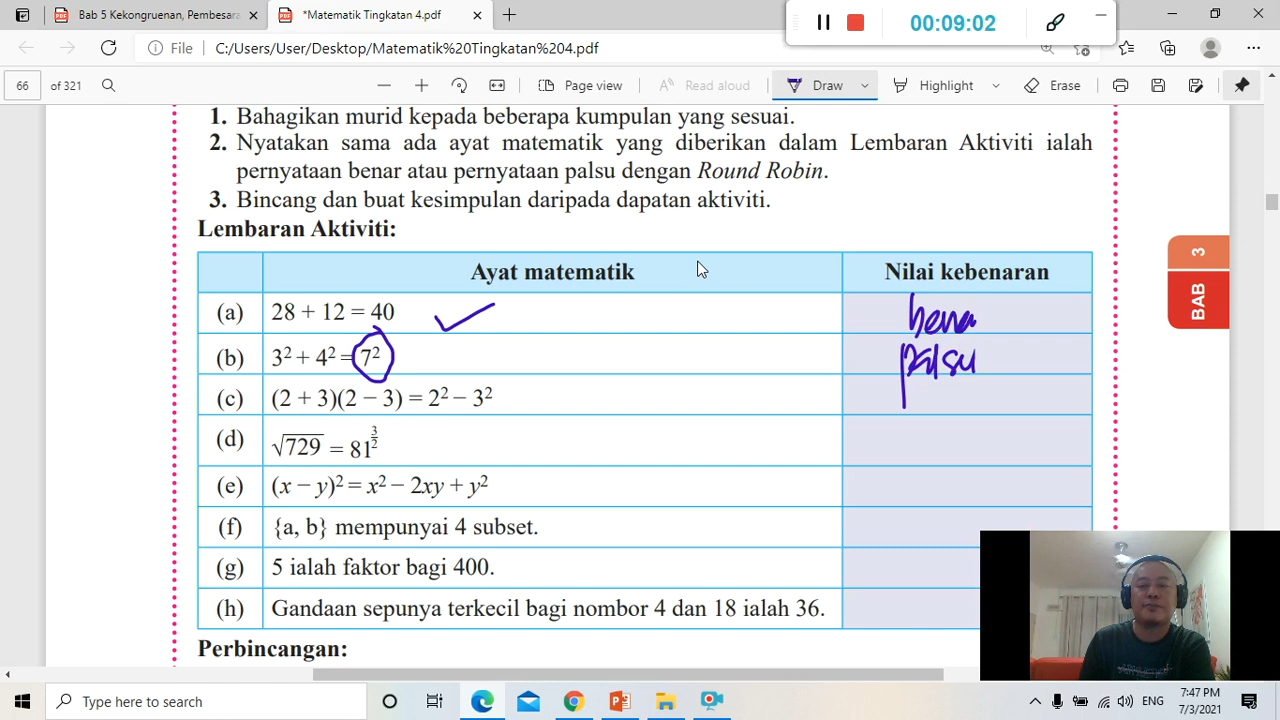 Bab 5 Kekongruenan, Pembesara
*Matematik Tingkatan 4.pdf
00:09:02
File
C:/Users/User/Desktop/Matematik%20Tingkatan%204.pdf
66 of 321
Page view
Read aloud
Draw
Highlight
Erase
1. Bahagikan murid kepada beberapa kumpulan yang sesuai.
2. Nyatakan sama ada ayat matematik yang diberikan dalam Lembaran Aktiviti ialah
pernyataan benar atau pernyataan palsu dengan Round Robin.
3. Bincang dan buat kesimpulan daripada dapatan aktiviti.
Lembaran Aktiviti:
Ayat matematik Nilai kebenaran
(a) 28 + 12 = 40 benar
(b) 3² + 4² = 7² palsu
(c) (2 + 3)(2 − 3) = 2² − 3²
(d) √729 = 81^(3/2)
(e) (x − y)² = x² − 2xy + y²
(f) {a, b} mempunyai 4 subset.
(g) 5 ialah faktor bagi 400.
(h) Gandaan sepunya terkecil bagi nombor 4 dan 18 ialah 36.
Perbincangan:
BAB 3
Type here to search
ENG
7:47 PM
7/3/2021